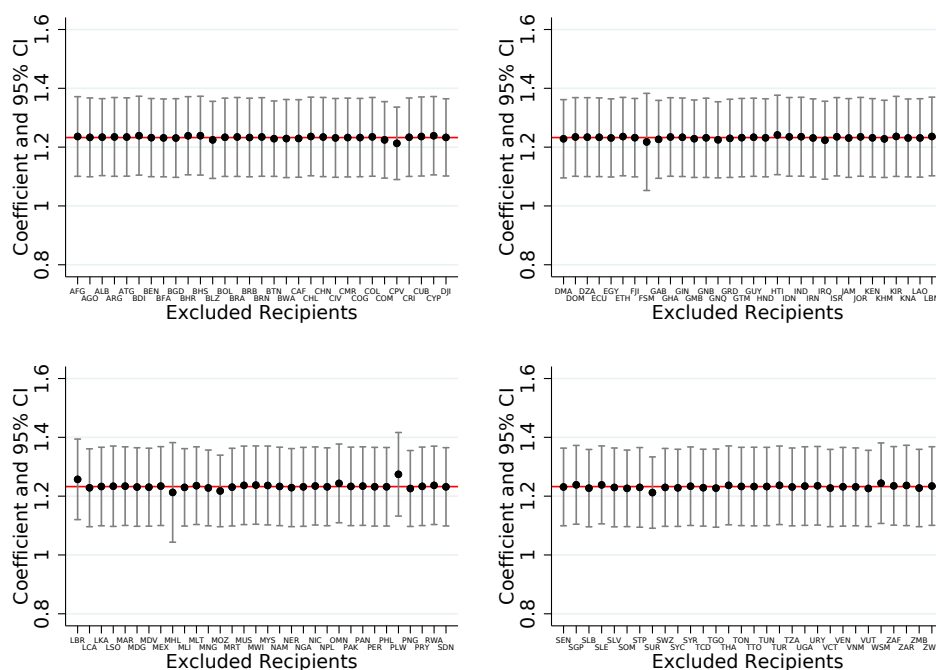 Coefficient and 95% CI
1.6
1.4
1.2
1
0.8
AFG ALB ATG BEN BGD BHS BOL BRB BTN CAF CHN CMR COL CPV CUB DJI
AGO ARG BDI BFA BHR BLZ BRA BRN BWA CHL CIV COG COM CRI CYP
Excluded Recipients
Coefficient and 95% CI
1.6
1.4
1.2
1
0.8
DMA DZA EGY FJI GAB GIN GNB GRD GUY HTI IND IRQ JAM KEN KIR LAO
DOM ECU ETH FSM GHA GMB GNQ GTM HND IDN IRN ISR JOR KHM KNA LBN
Excluded Recipients
Coefficient and 95% CI
1.6
1.4
1.2
1
0.8
LBR LKA MAR MDV MHL MLT MOZ MUS MYS NER NIC OMN PAN PHL PNG RWA
LCA LSO MDG MEX MLI MNG MRT MWI NAM NGA NPL PAK PER PLW PRY SDN
Excluded Recipients
Coefficient and 95% CI
1.6
1.4
1.2
1
0.8
SEN SLB SLV STP SWZ SYR TGO TON TUN TZA URY VEN VUT ZAF ZMB
SGP SLE SOM SUR SYC TCD THA TTO TUR UGA VCT VNM WSM ZAR
Excluded Recipients